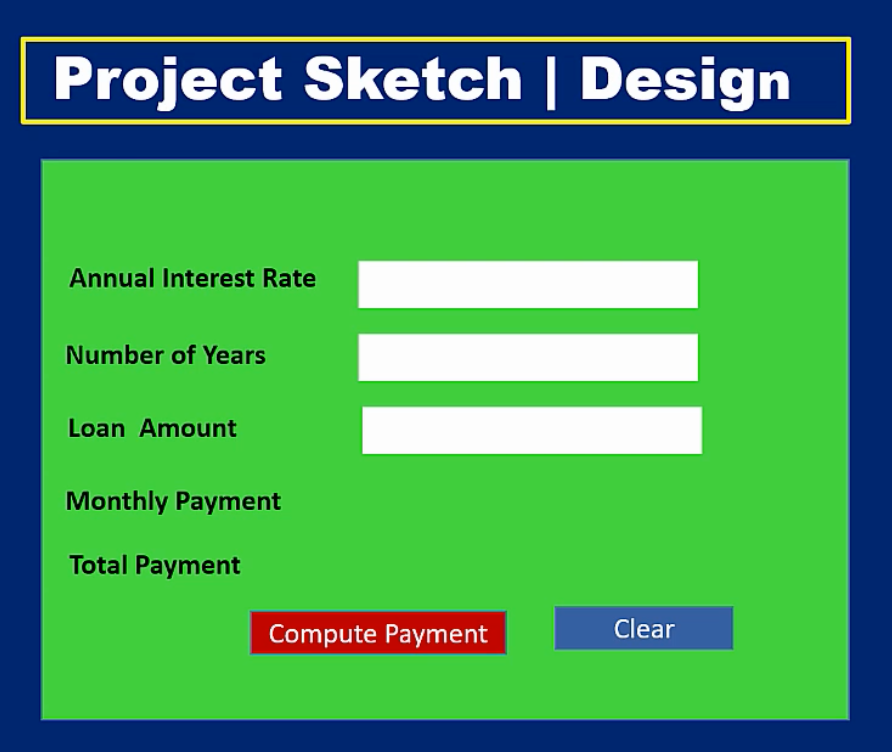 Project Sketch | Design
Annual Interest Rate
Number of Years
Loan Amount
Monthly Payment
Total Payment
Compute Payment
Clear